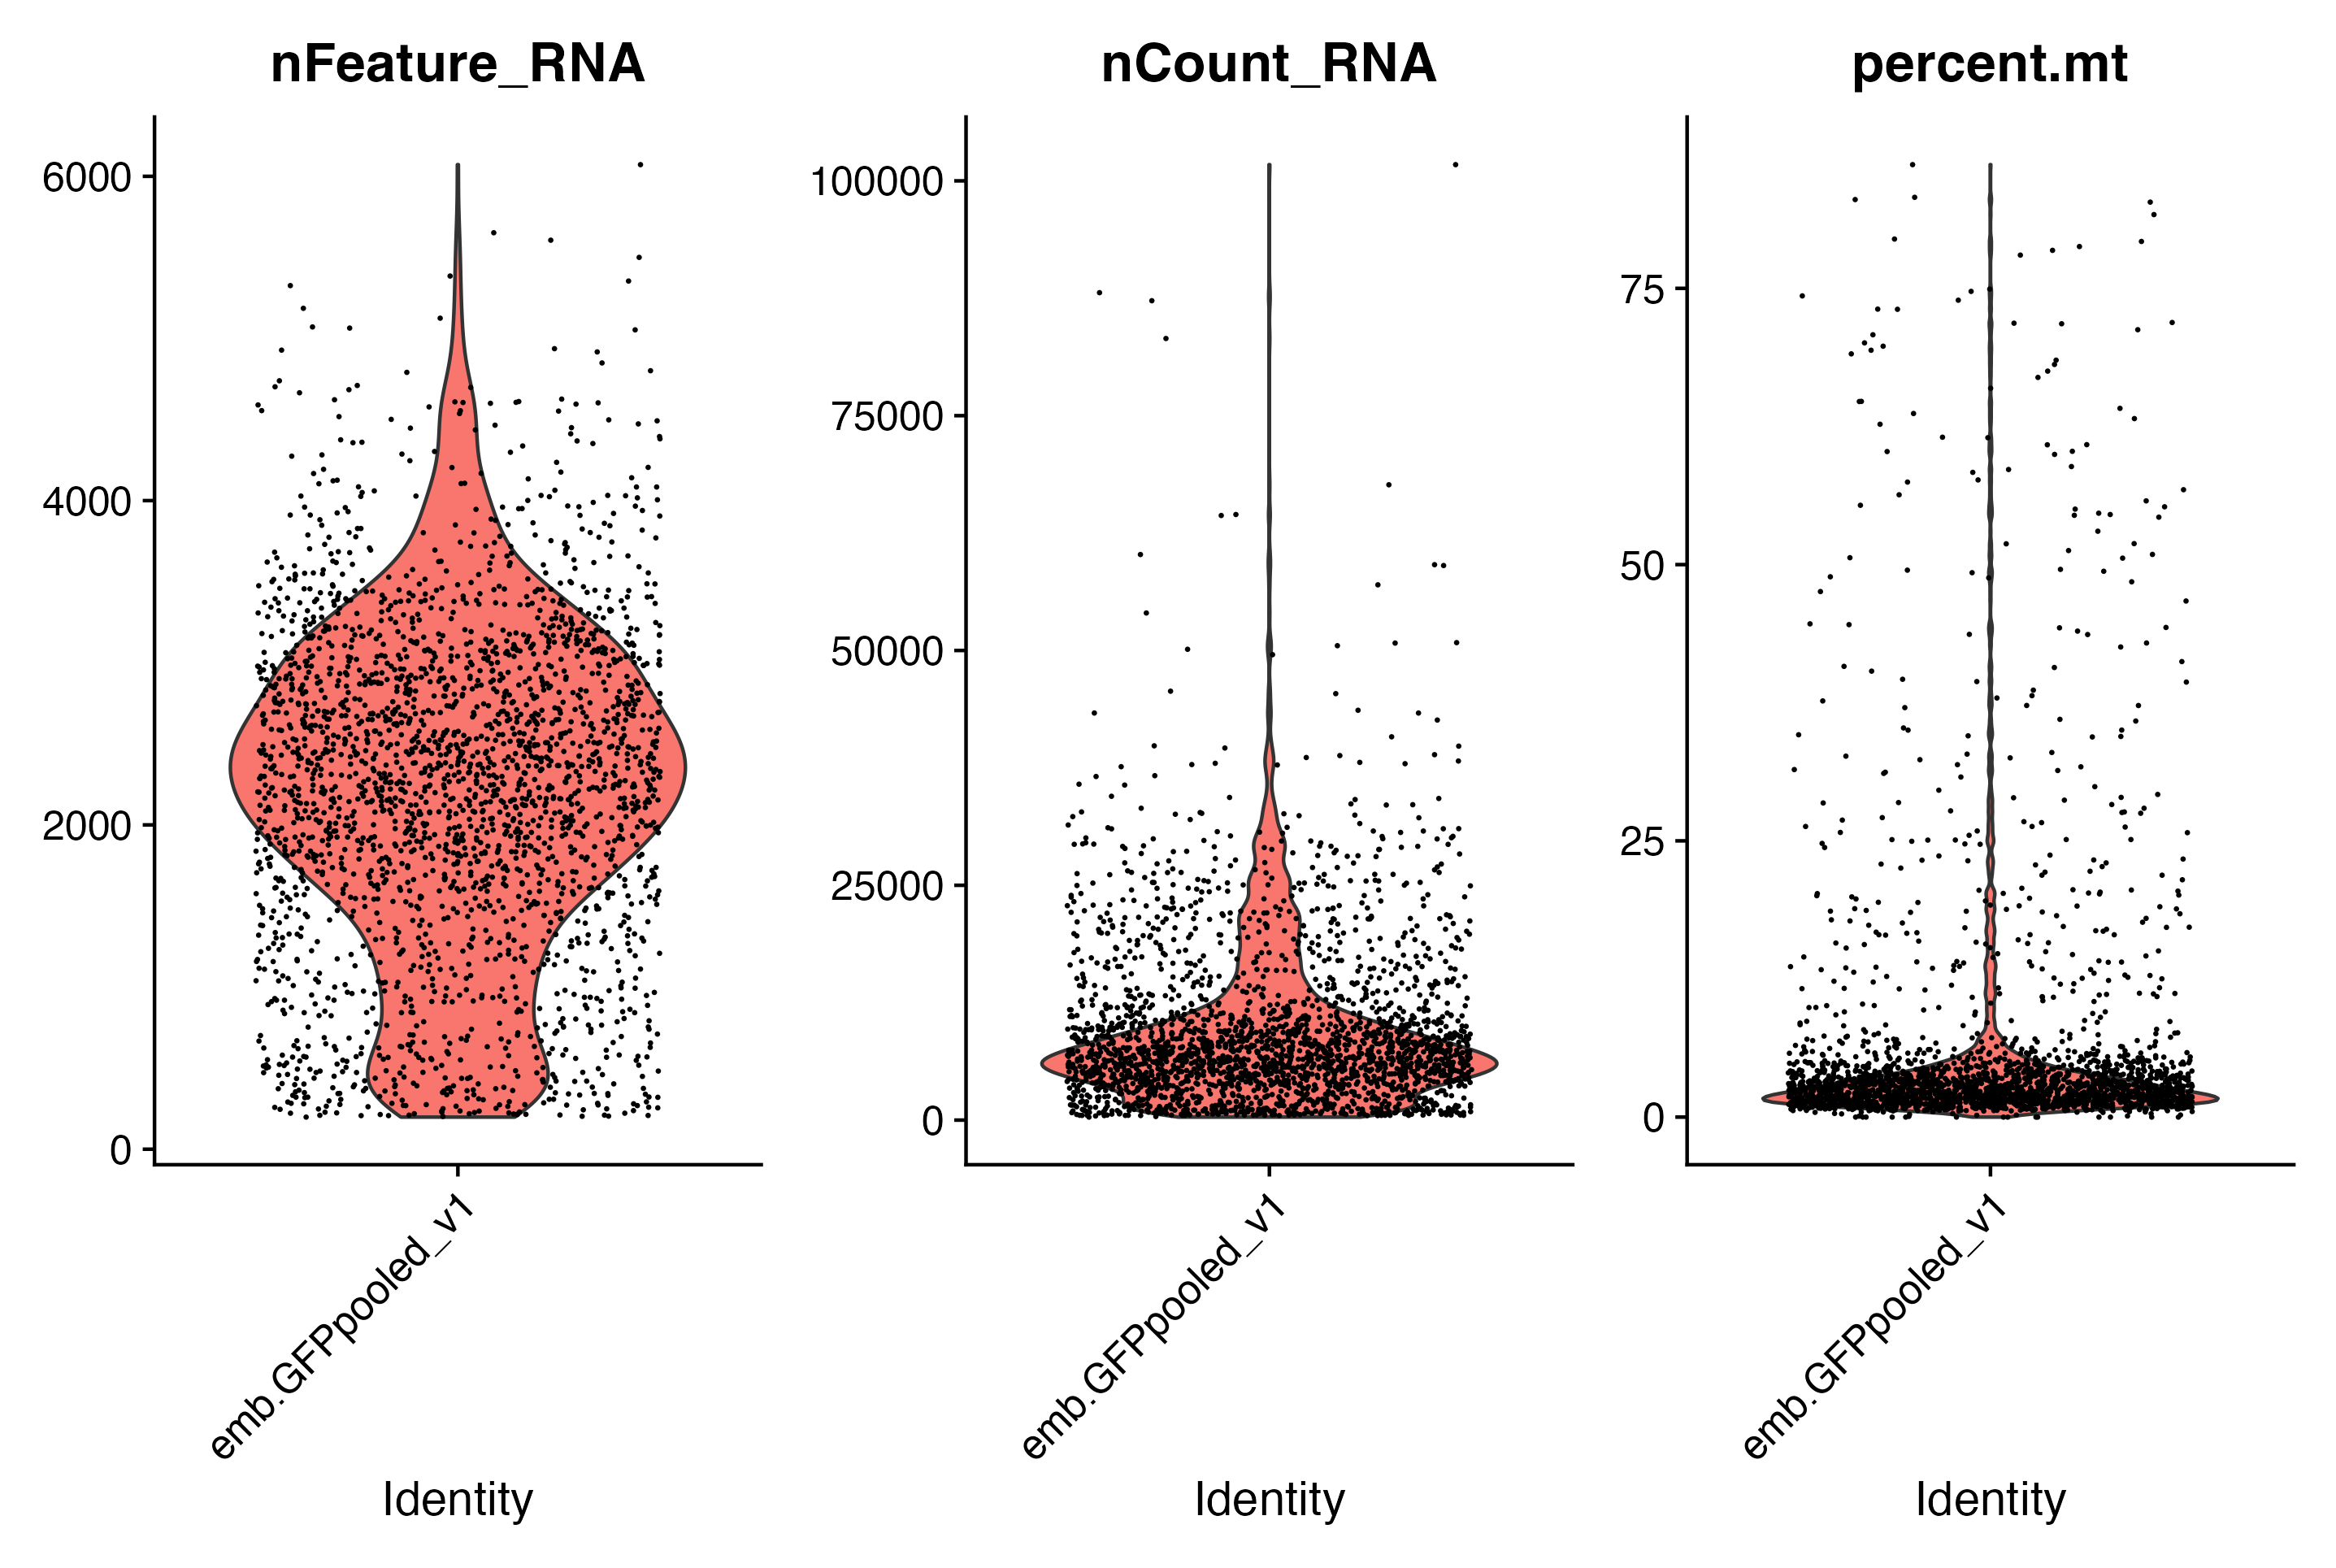 nFeature_RNA
6000
4000
2000
0
emb.GFPpooled_v1
Identity
nCount_RNA
100000
75000
50000
25000
0
emb.GFPpooled_v1
Identity
percent.mt
75
50
25
0
emb.GFPpooled_v1
Identity